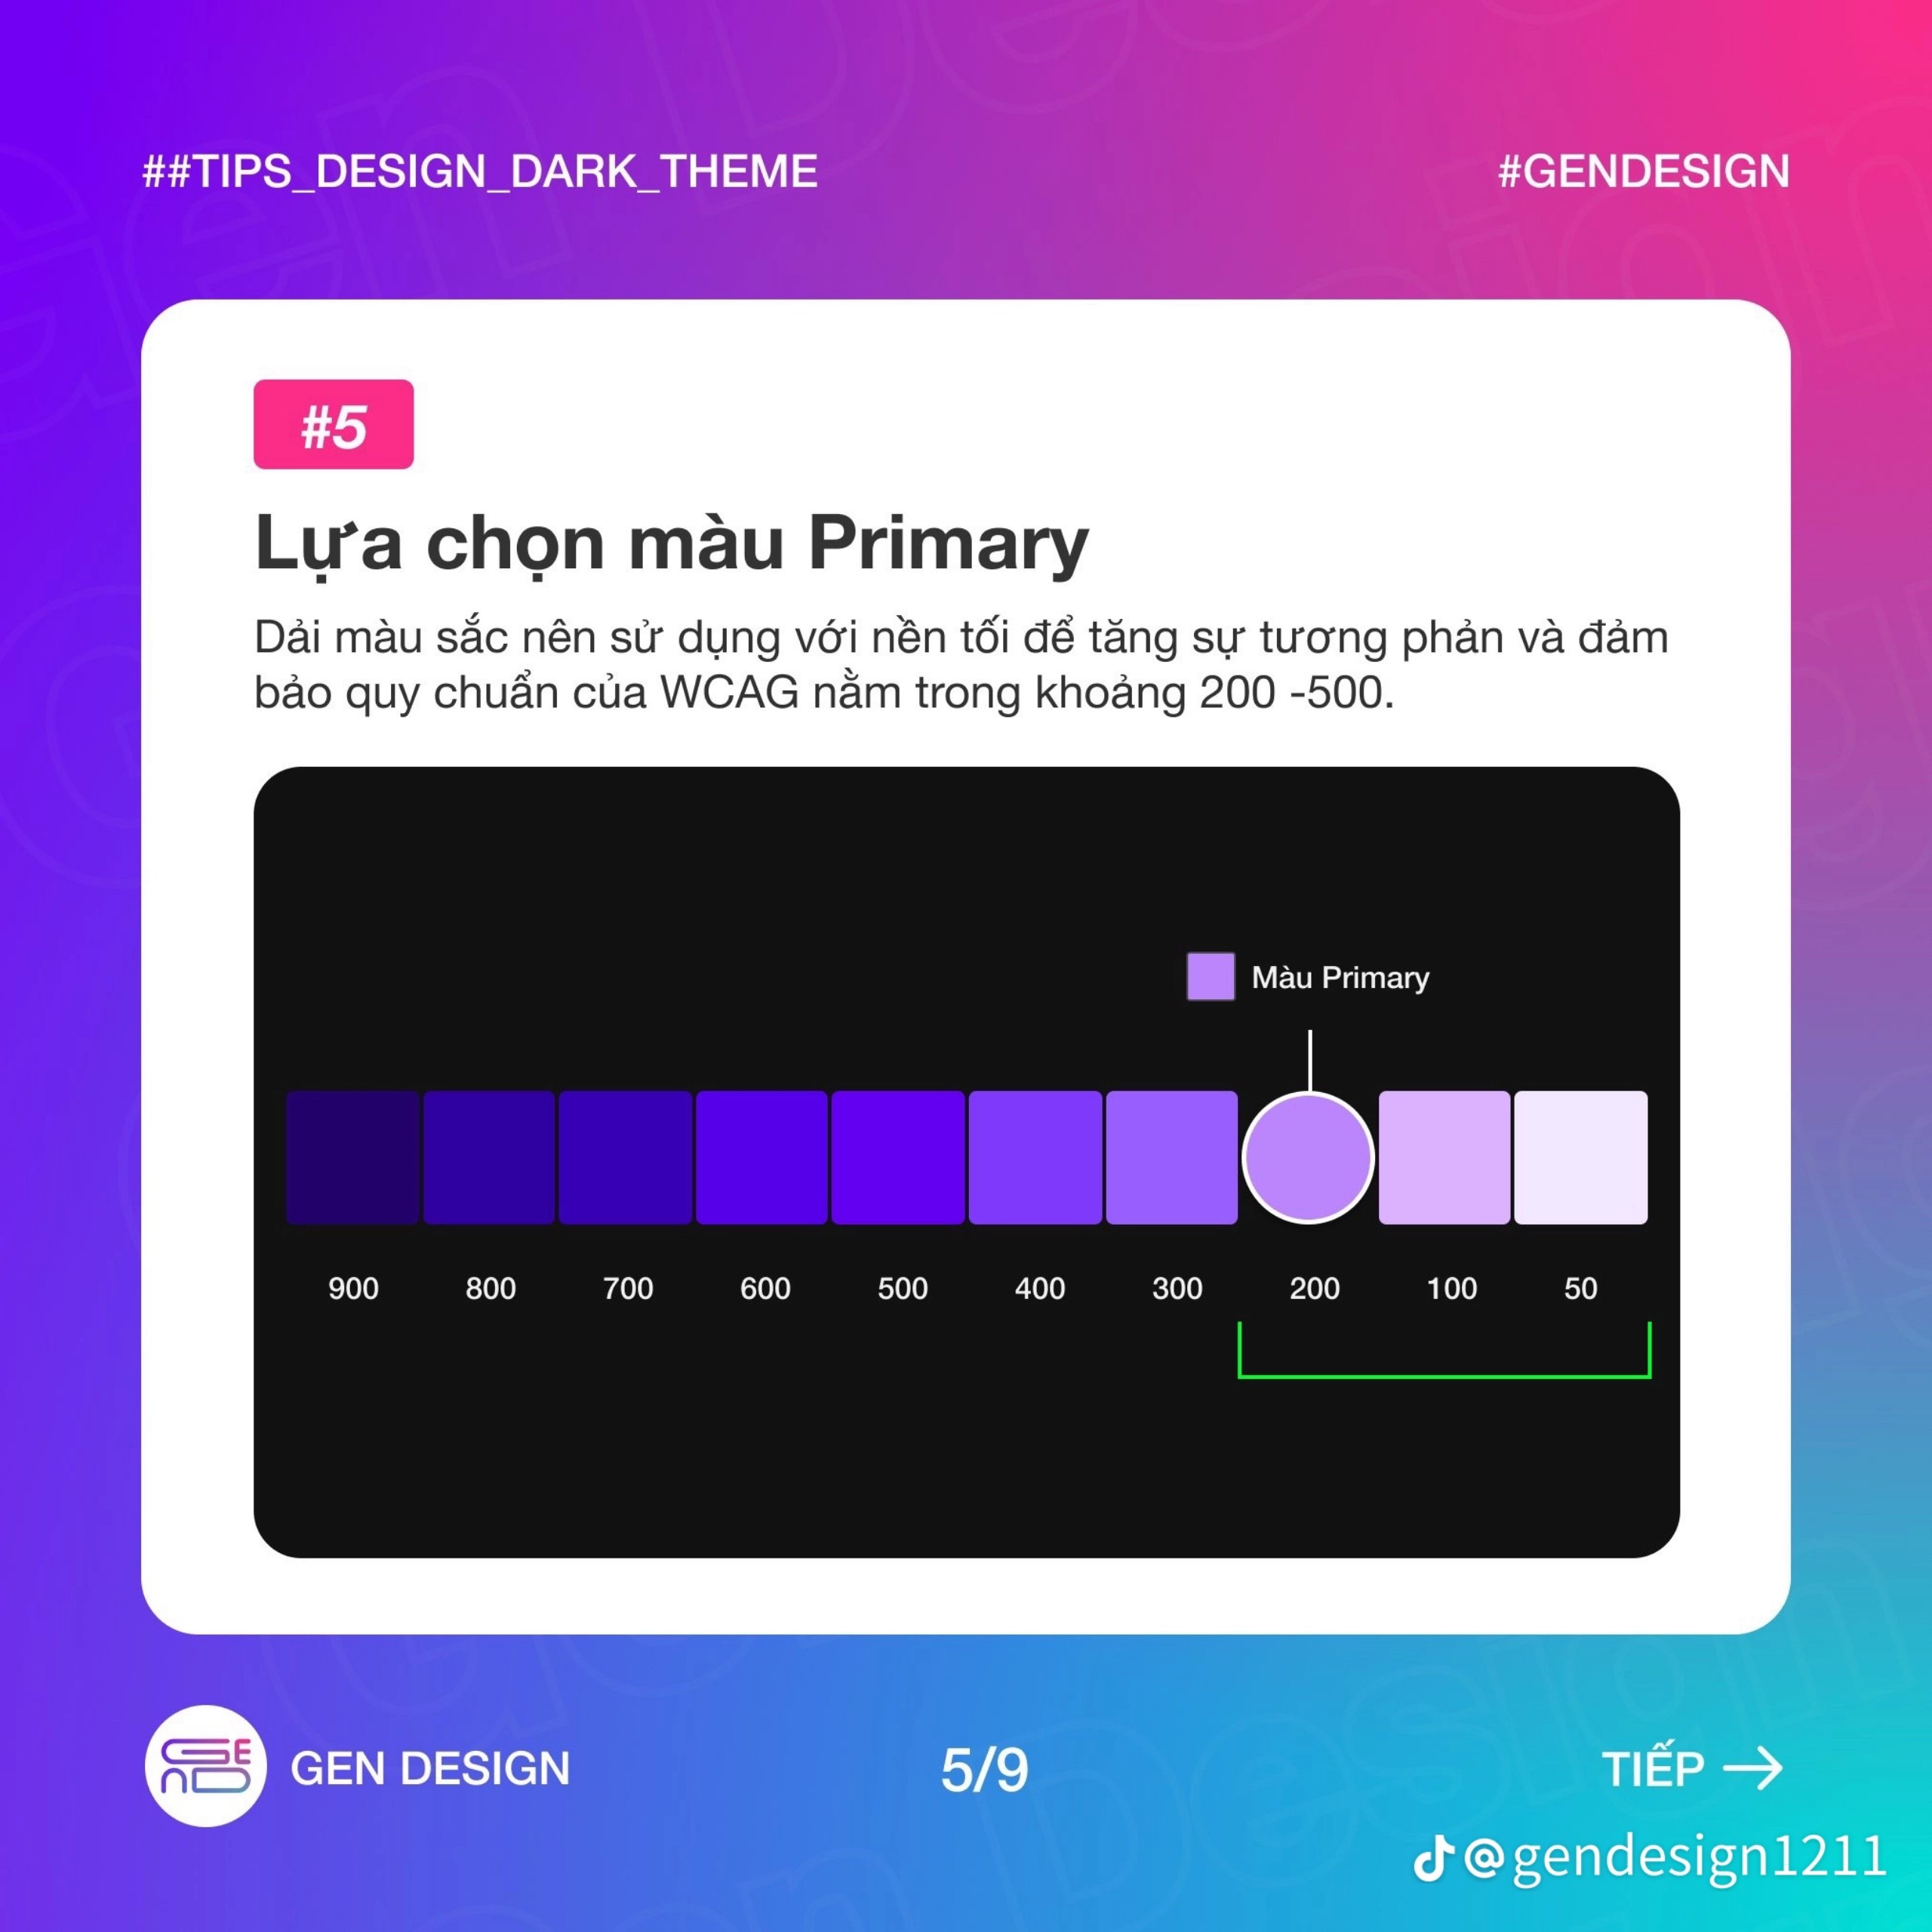 ##TIPS_DESIGN_DARK_THEME
#GENDESIGN
#5
Lựa chọn màu Primary
Dải màu sắc nên sử dụng với nền tối để tăng sự tương phản và đảm
bảo quy chuẩn của WCAG nằm trong khoảng 200 -500.
Màu Primary
900 800 700 600 500 400 300 200 100 50
GEND
GEN DESIGN
5/9
TIẾP →
@gendesign1211